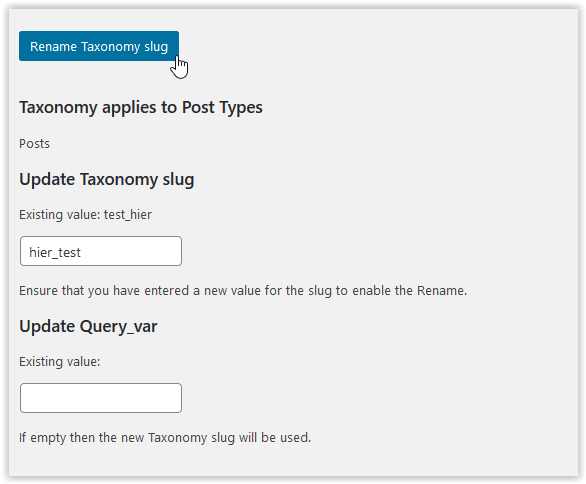 Rename Taxonomy slug
Taxonomy applies to Post Types
Posts
Update Taxonomy slug
Existing value: test_hier
hier_test
Ensure that you have entered a new value for the slug to enable the Rename.
Update Query_var
Existing value:
If empty then the new Taxonomy slug will be used.